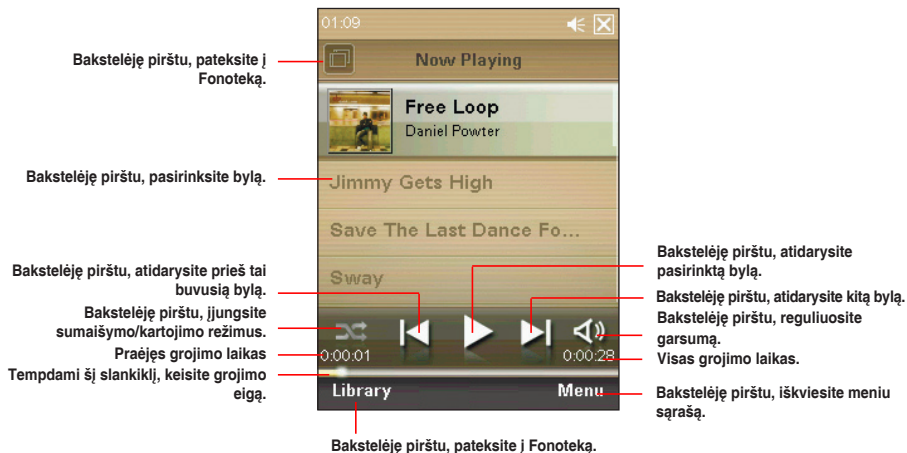 01:09
Bakstelėję pirštu, pateksite į
Fonoteką.
Now Playing
Free Loop
Daniel Powter
Bakstelėję pirštu, pasirinksite bylą.
Jimmy Gets High
Save The Last Dance Fo...
Sway
Bakstelėję pirštu, atidarysite prieš tai
buvusią bylą.
Bakstelėję pirštu, įjungsite
sumaišymo/kartojimo režimus.
Praėjęs grojimo laikas
Tempdami šį slankiklį, keisite grojimo
eigą.
0:00:01
0:00:28
Library
Menu
Bakstelėję pirštu, atidarysite
pasirinktą bylą.
Bakstelėję pirštu, atidarysite kitą bylą.
Bakstelėję pirštu, reguliuosite
garsumą.
Visas grojimo laikas.
Bakstelėję pirštu, iškviesite meniu
sąrašą.
Bakstelėję pirštu, pateksite į Fonoteką.